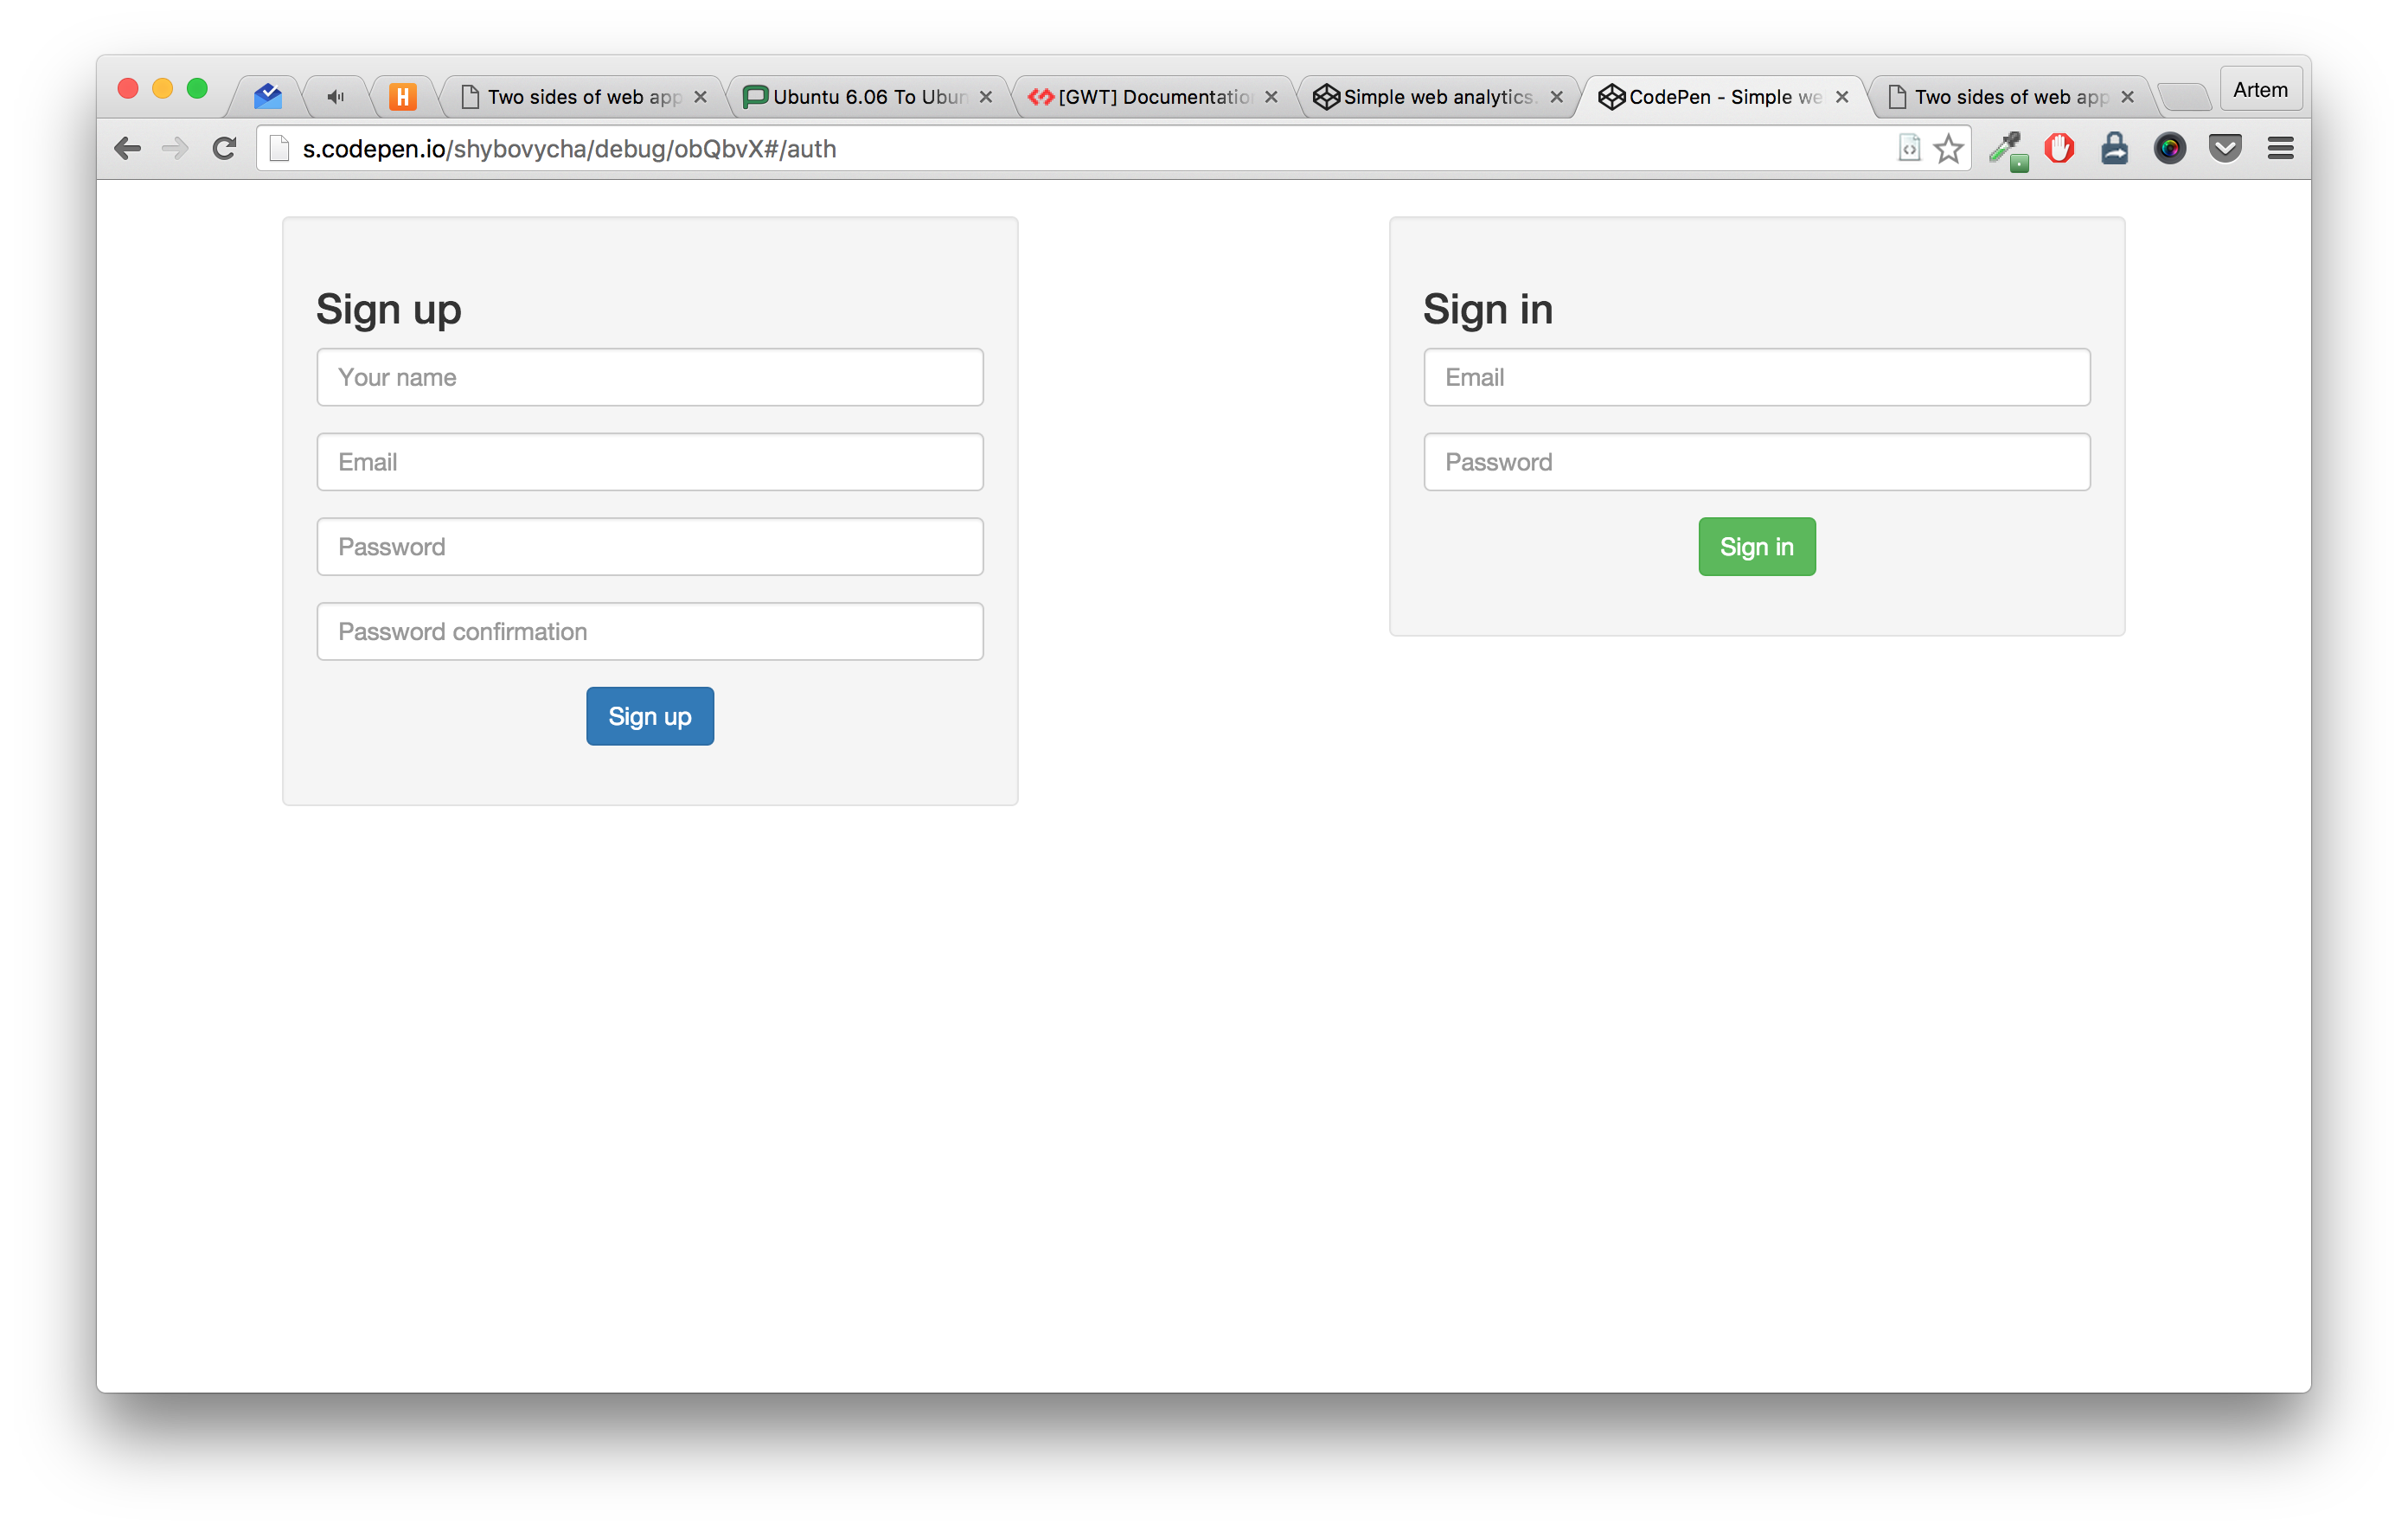 H
Two sides of web app
Ubuntu 6.06 To Ubun
[GWT] Documentatio
Simple web analytics.
CodePen - Simple we
Two sides of web app
Artem
s.codepen.io/shybovycha/debug/obQbvX#/auth
Sign up
Your name
Email
Password
Password confirmation
Sign up
Sign in
Email
Password
Sign in